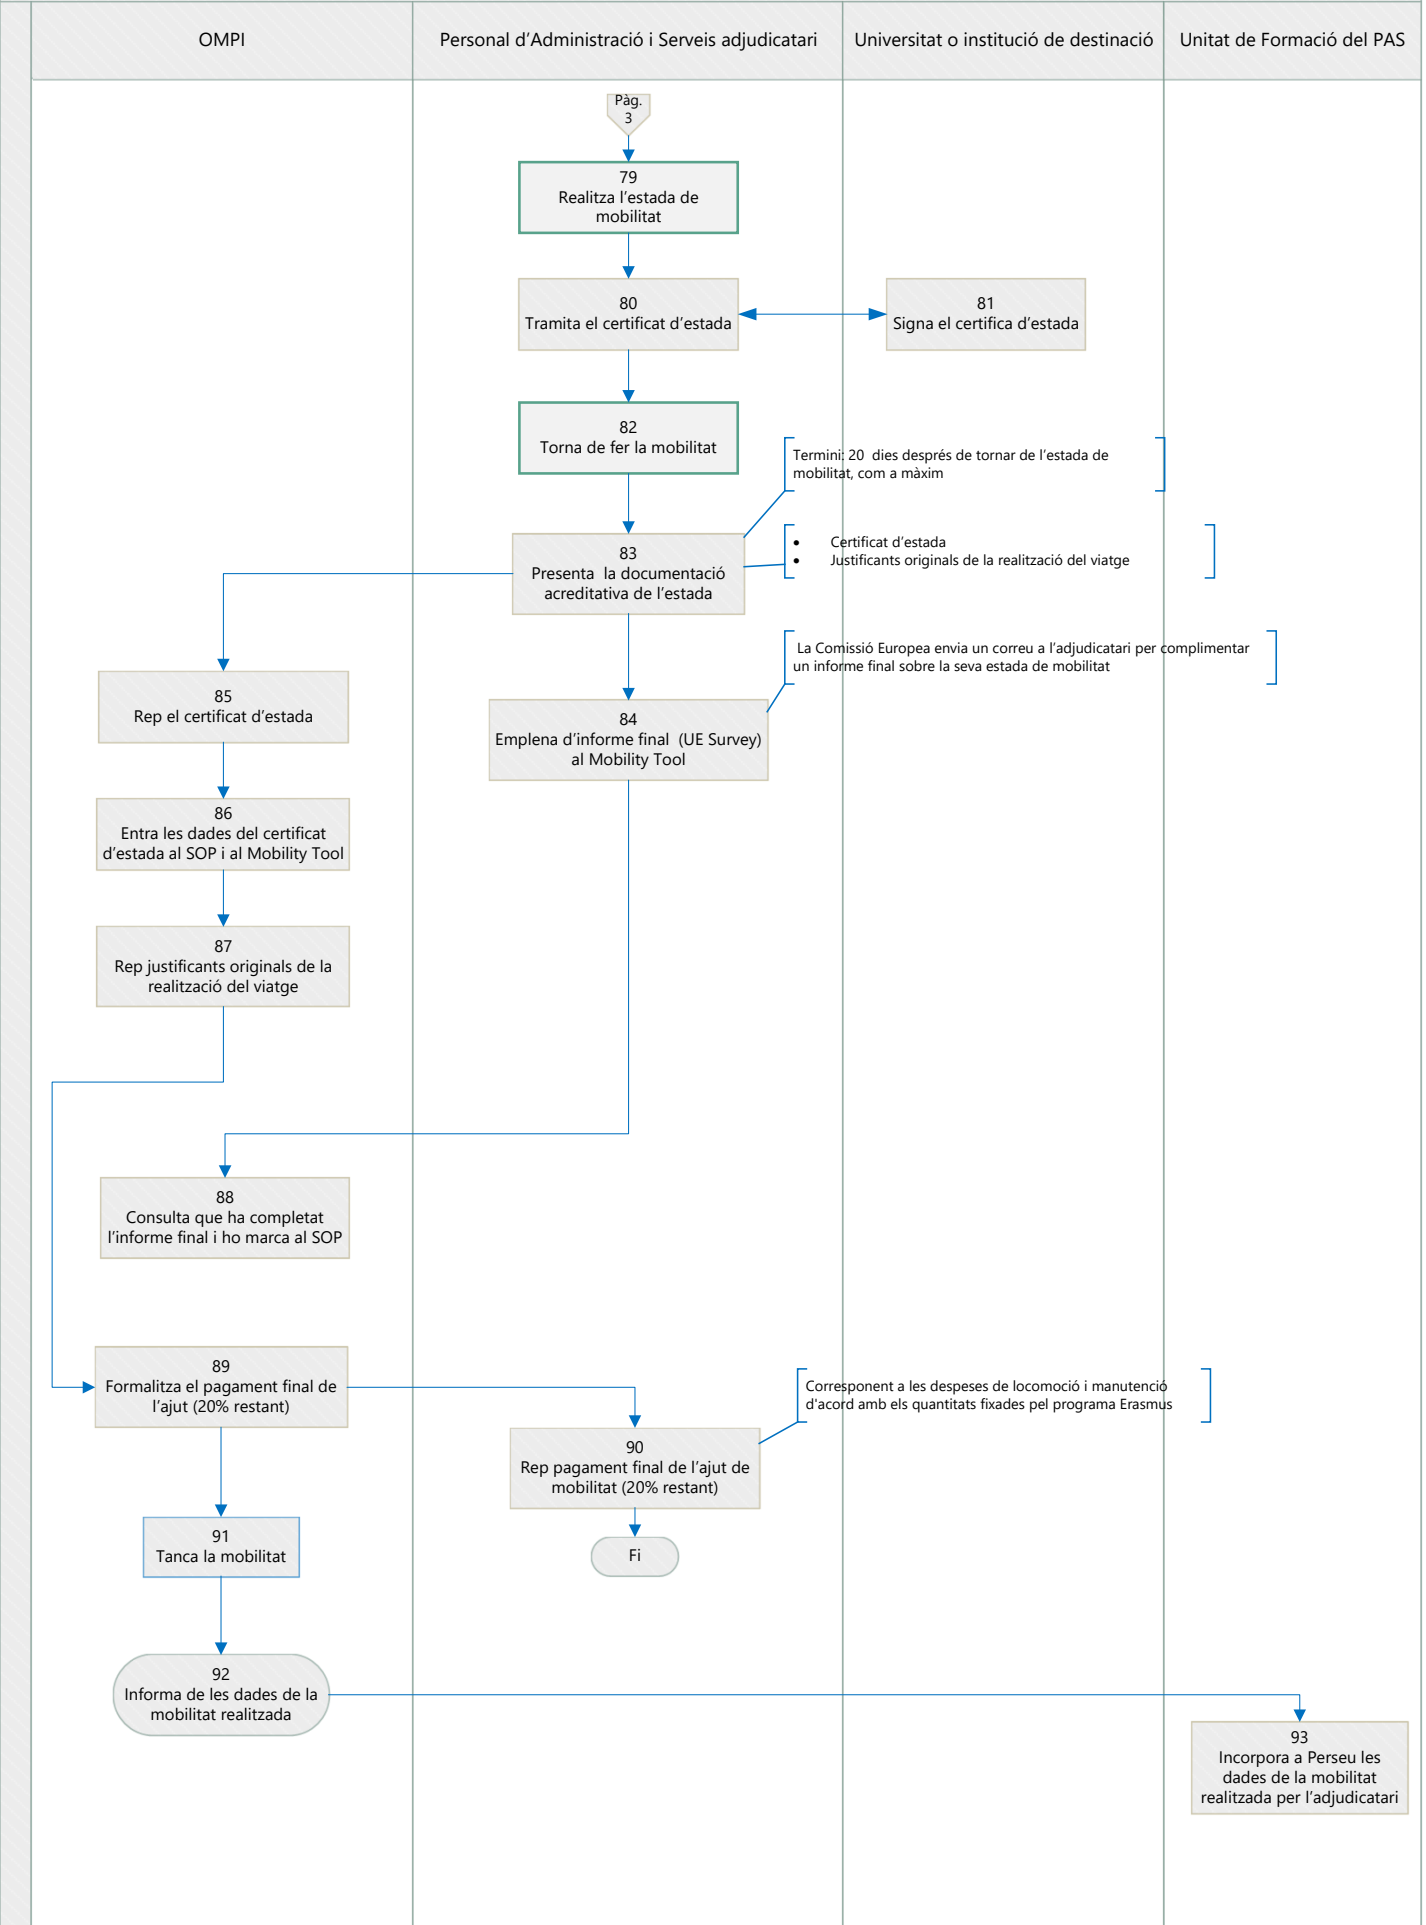 OMPI
Personal d’Administració i Serveis adjudicatari
Universitat o institució de destinació
Unitat de Formació del PAS
Pàg.
3
79
Realitza l’estada de
mobilitat
80
Tramita el certificat d’estada
81
Signa el certifica d’estada
82
Torna de fer la mobilitat
Termini: 20 dies després de tornar de l’estada de
mobilitat, com a màxim
83
Presenta la documentació
acreditativa de l’estada
• Certificat d’estada
• Justificants originals de la realització del viatge
La Comissió Europea envia un correu a l’adjudicatari per complimentar
un informe final sobre la seva estada de mobilitat
85
Rep el certificat d’estada
84
Emplena d’informe final (UE Survey)
al Mobility Tool
86
Entra les dades del certificat
d’estada al SOP i al Mobility Tool
87
Rep justificants originals de la
realització del viatge
88
Consulta que ha completat
l’informe final i ho marca al SOP
89
Formalitza el pagament final de
l’ajut (20% restant)
Corresponent a les despeses de locomoció i manutenció
d'acord amb els quantitats fixades pel programa Erasmus
90
Rep pagament final de l’ajut de
mobilitat (20% restant)
91
Tanca la mobilitat
Fi
92
Informa de les dades de la
mobilitat realitzada
93
Incorpora a Perseu les
dades de la mobilitat
realitzada per l’adjudicatari